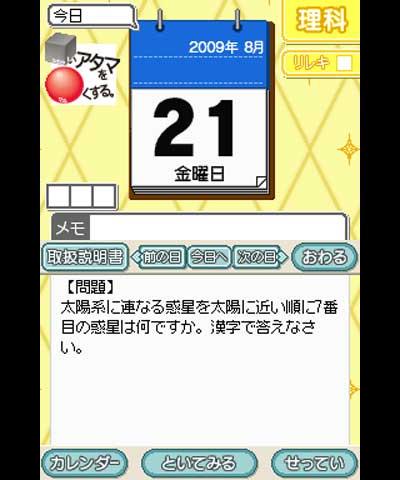 今日
理科
リレキ
いアタマ
を
くする。
2009年 8月
21
金曜日
メモ
取扱説明書
前の日
今日へ
次の日
おわる
【問題】
太陽系に連なる惑星を太陽に近い順に7番
目の惑星は何ですか。漢字で答えなさ
い。
カレンダー
といてみる
せってい